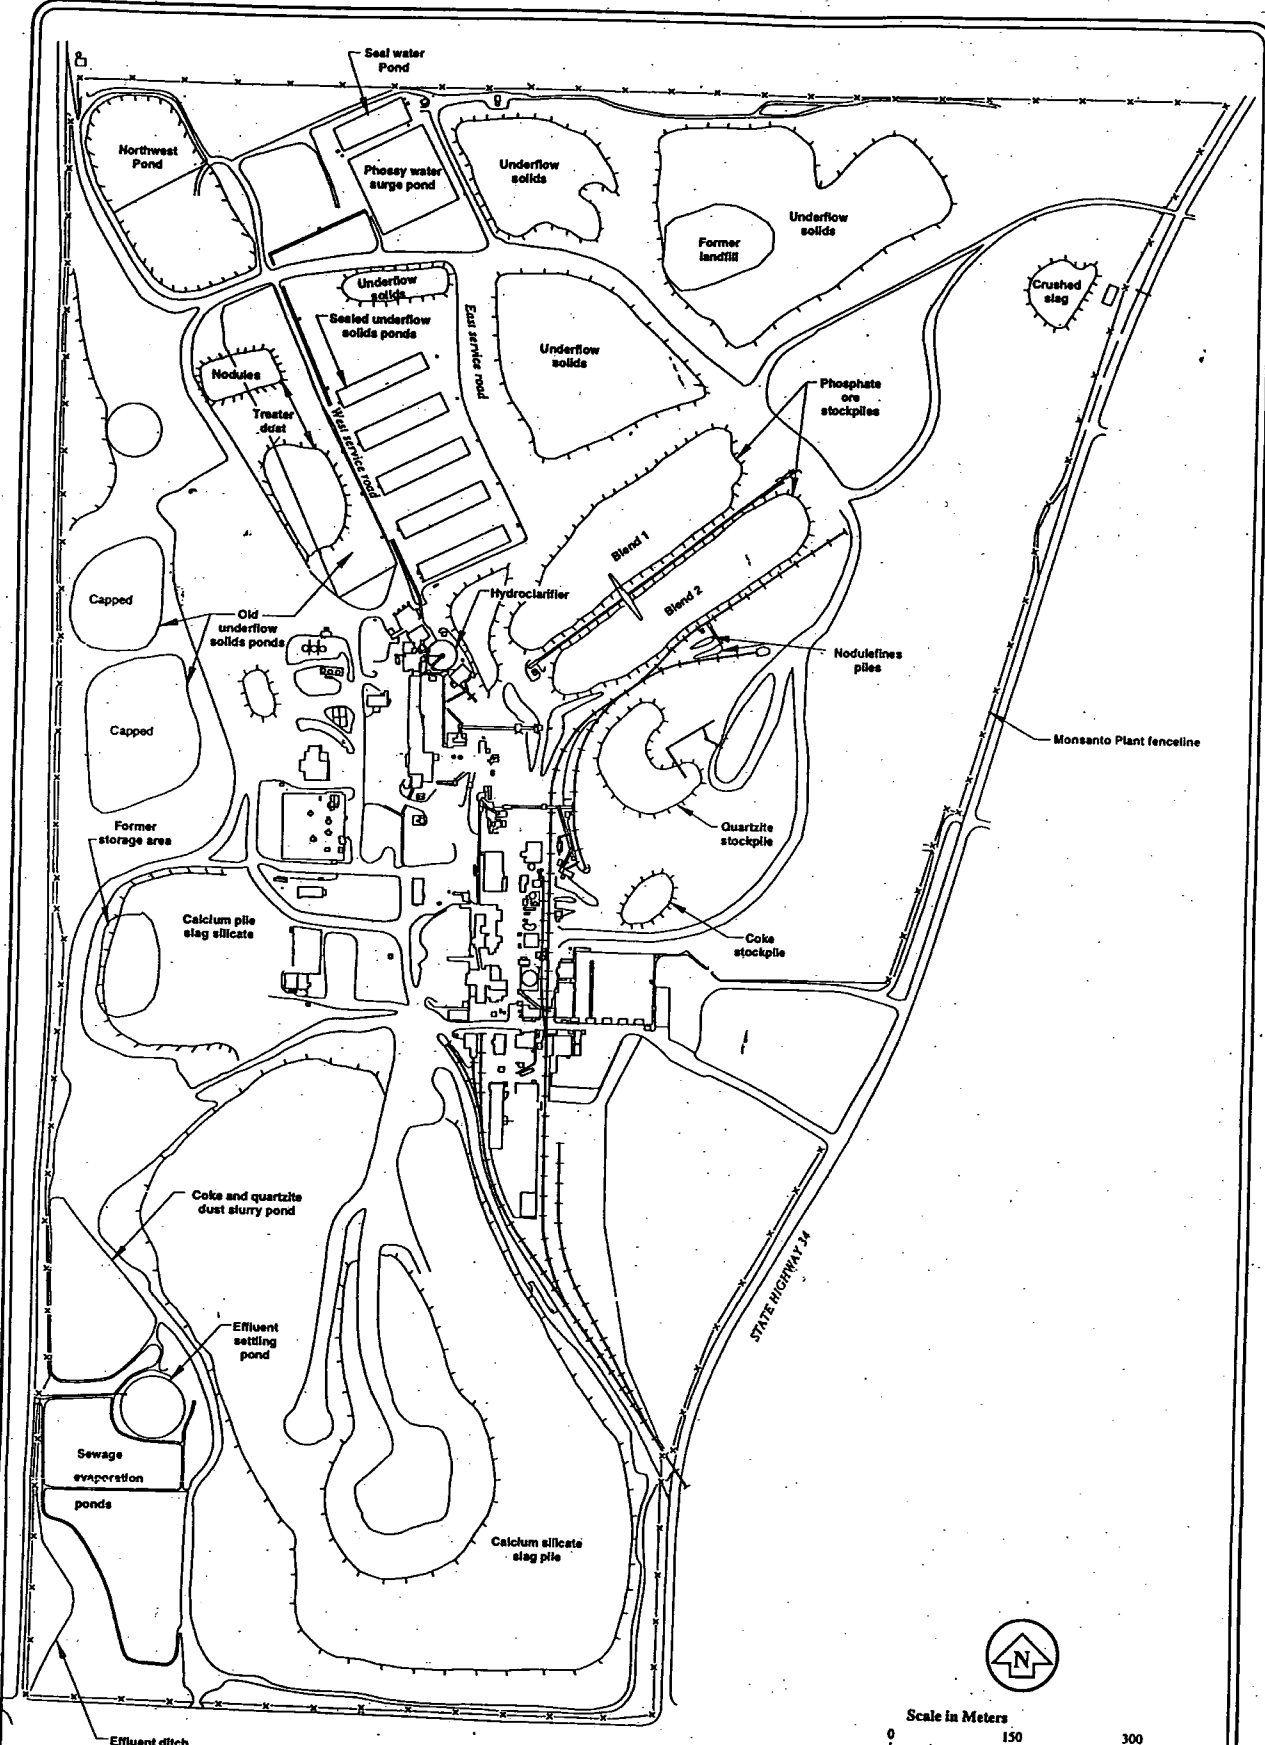 Seal water
Pond
Northwest
Pond
Phossy water
surge pond
Underflow
solids
Underflow
solids
Former
landfill
Crushed
slag
Underflow
solids
Sealed underflow
solids ponds
East service road
Underflow
solids
Nodules
Treater
dust
West service road
Phosphate
ore
stockpiles
Blend 1
Blend 2
Hydroclarifier
Capped
Old
underflow
solids ponds
Nodulefines
piles
Capped
Monsanto Plant fenceline
Former
storage area
Quartzite
stockpile
Calcium pile
slag silicate
Coke
stockpile
Coke and quartzite
dust slurry pond
STATE HIGHWAY 34
Effluent
settling
pond
Sewage
evaporation
ponds
Calcium silicate
slag pile
N
Scale in Meters
0 150 300
Effluent ditch